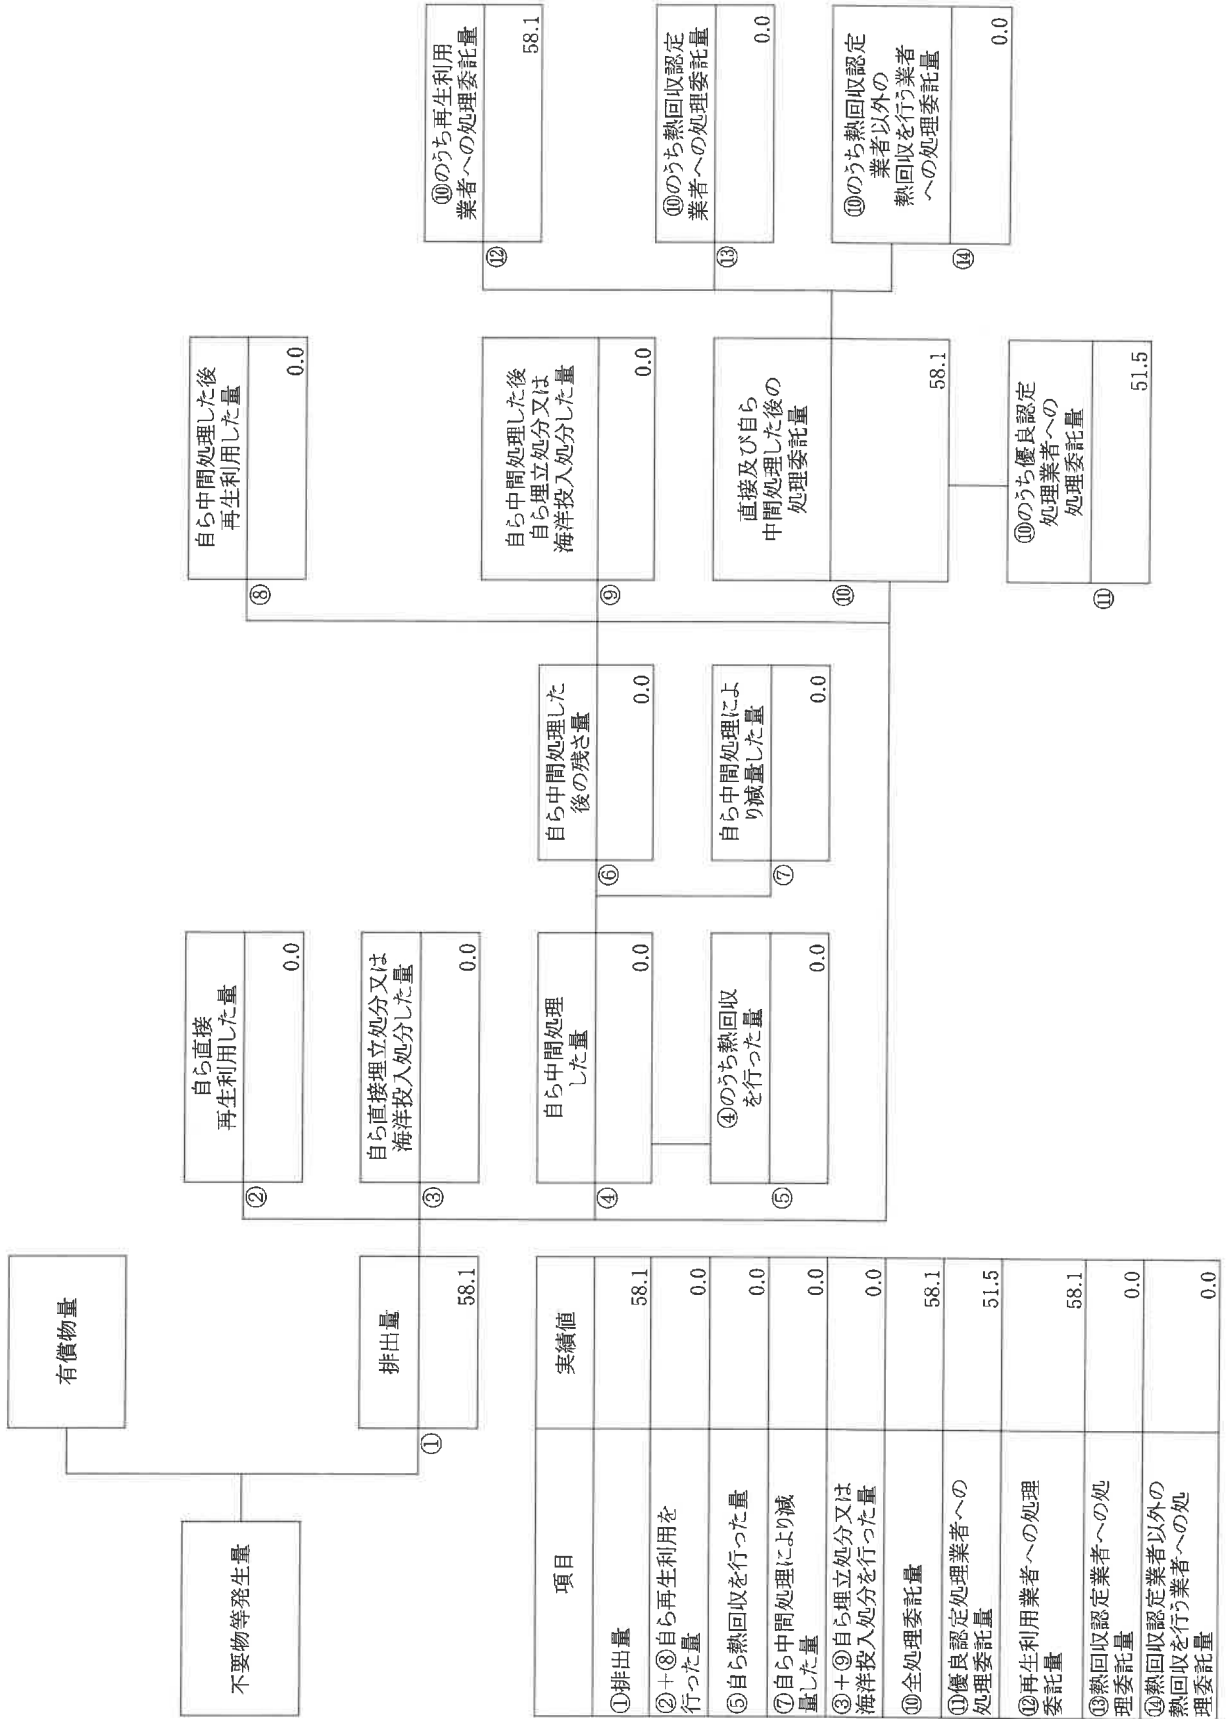 不要物等発生量
有償物量
①
排出量
58.1
②
自ら直接
再生利用した量
0.0
③
自ら直接埋立処分又は
海洋投入処分した量
0.0
④
自ら中間処理
した量
0.0
⑤
④のうち熱回収
を行った量
0.0
⑥
自ら中間処理した
後の残さ量
0.0
⑦
自ら中間処理によ
り減量した量
0.0
⑧
自ら中間処理した後
再生利用した量
0.0
⑨
自ら中間処理した後
自ら埋立処分又は
海洋投入処分した量
0.0
⑩
直接及び自ら
中間処理した後の
処理委託量
58.1
⑪
⑩のうち優良認定
処理業者への
処理委託量
51.5
⑫
⑩のうち再生利用
業者への処理委託量
58.1
⑬
⑩のうち熱回収認定
業者への処理委託量
0.0
⑭
⑩のうち熱回収認定
業者以外の
熱回収を行う業者
への処理委託量
0.0
項目 実績値
①排出量 58.1
②+⑧自ら再生利用を
行った量 0.0
⑤自ら熱回収を行った量 0.0
⑦自ら中間処理により減
量した量 0.0
③+⑨自ら埋立処分又は
海洋投入処分を行った量 0.0
⑩全処理委託量 58.1
⑪優良認定処理業者への
処理委託量 51.5
⑫再生利用業者への処理
委託量 58.1
⑬熱回収認定業者への処
理委託量 0.0
⑭熱回収認定業者以外の
熱回収を行う業者への処
理委託量 0.0